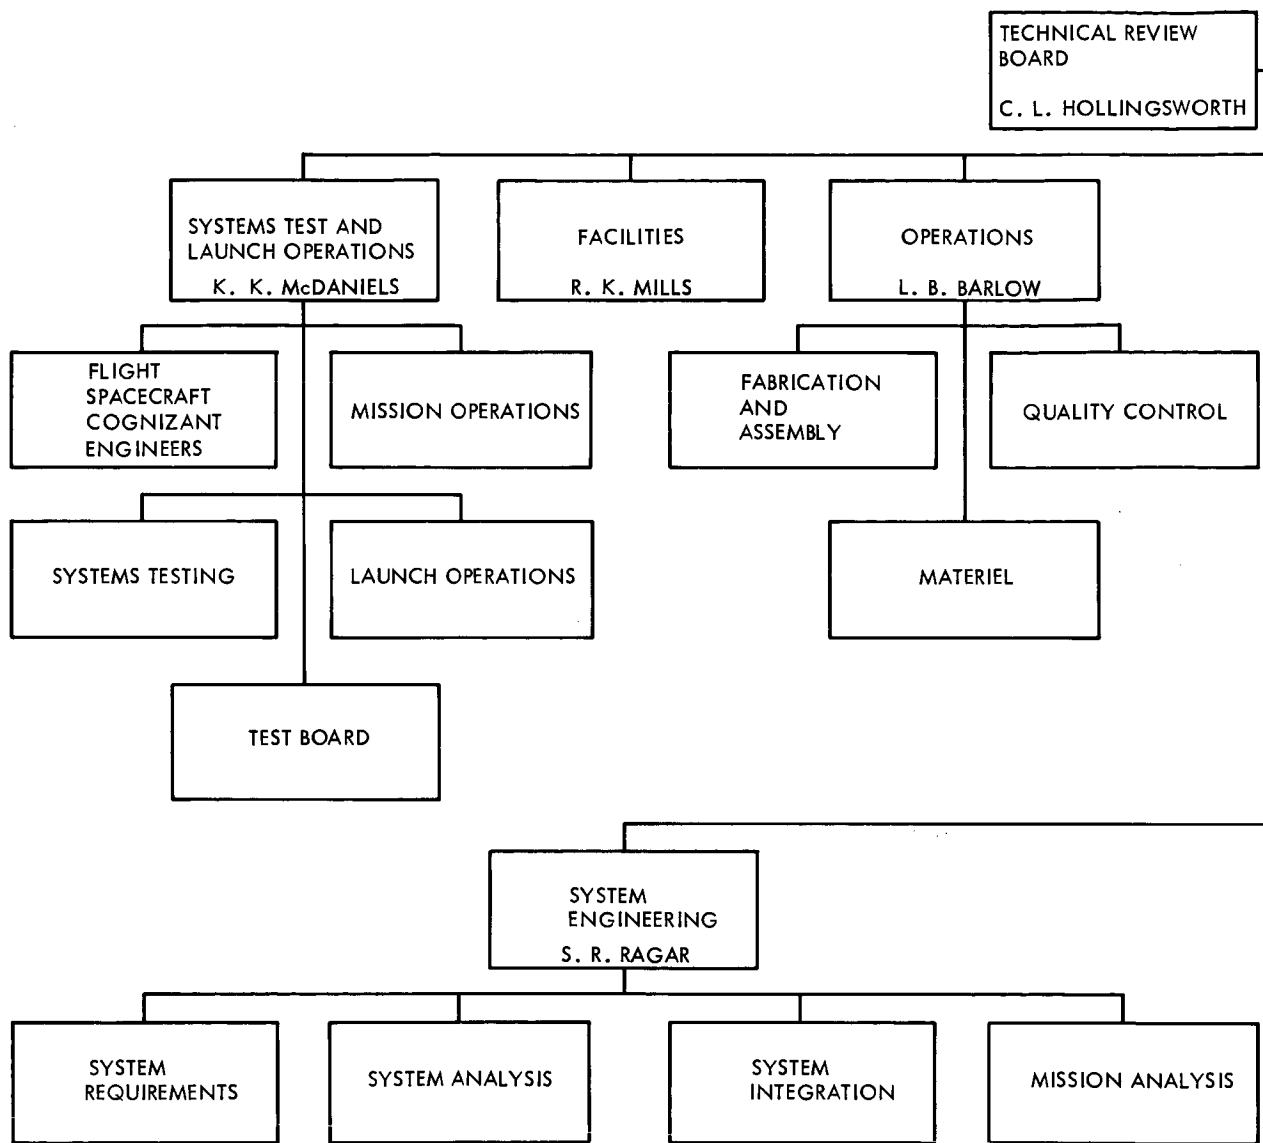 TECHNICAL REVIEW
BOARD
C. L. HOLLINGSWORTH
SYSTEMS TEST AND
LAUNCH OPERATIONS
K. K. McDANIELS
FACILITIES
R. K. MILLS
OPERATIONS
L. B. BARLOW
FLIGHT
SPACECRAFT
COGNIZANT
ENGINEERS
MISSION OPERATIONS
FABRICATION
AND
ASSEMBLY
QUALITY CONTROL
SYSTEMS TESTING
LAUNCH OPERATIONS
MATERIEL
TEST BOARD
SYSTEM
ENGINEERING
S. R. RAGAR
SYSTEM
REQUIREMENTS
SYSTEM ANALYSIS
SYSTEM
INTEGRATION
MISSION ANALYSIS